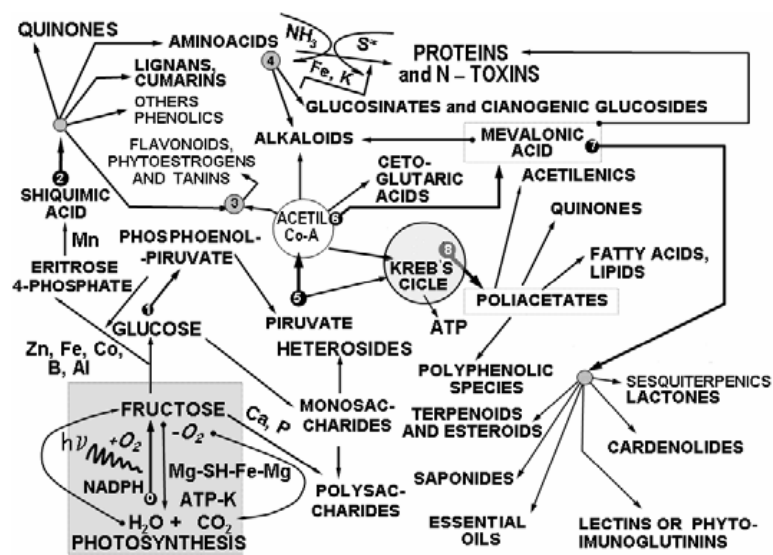 QUINONES
AMINOACIDS
NH3
S=
Fe, K
PROTEINS
and N – TOXINS
LIGNANS,
CUMARINS
4
OTHERS
PHENOLICS
GLUCOSINATES and CIANOGENIC GLUCOSIDES
FLAVONOIDS,
PHYTOESTROGENS
AND TANINS
ALKALOIDS
MEVALONIC
ACID
7
CETO-
GLUTARIC
ACIDS
ACETILENICS
2
SHIQUIMIC
ACID
3
ACETIL
Co-A
6
QUINONES
Mn
PHOSPHOENOL-
-PIRUVATE
ERITROSE
4-PHOSPHATE
8
KREB'S
CICLE
FATTY ACIDS,
LIPIDS
5
POLIACETATES
1
GLUCOSE
PIRUVATE
ATP
Zn, Fe, Co,
B, Al
HETEROSIDES
POLYPHENOLIC
SPECIES
SESQUITERPENICS
LACTONES
FRUCTOSE
Ca, P
MONOSAC-
CHARIDES
TERPENOIDS
AND ESTEROIDS
hν
+O2
-O2
CARDENOLIDES
Mg-SH-Fe-Mg
NADPH
ATP-K
POLYSAC-
CHARIDES
SAPONIDES
H2O + CO2
PHOTOSYNTHESIS
ESSENTIAL
OILS
LECTINS OR PHYTO-
IMUNOGLUTININS